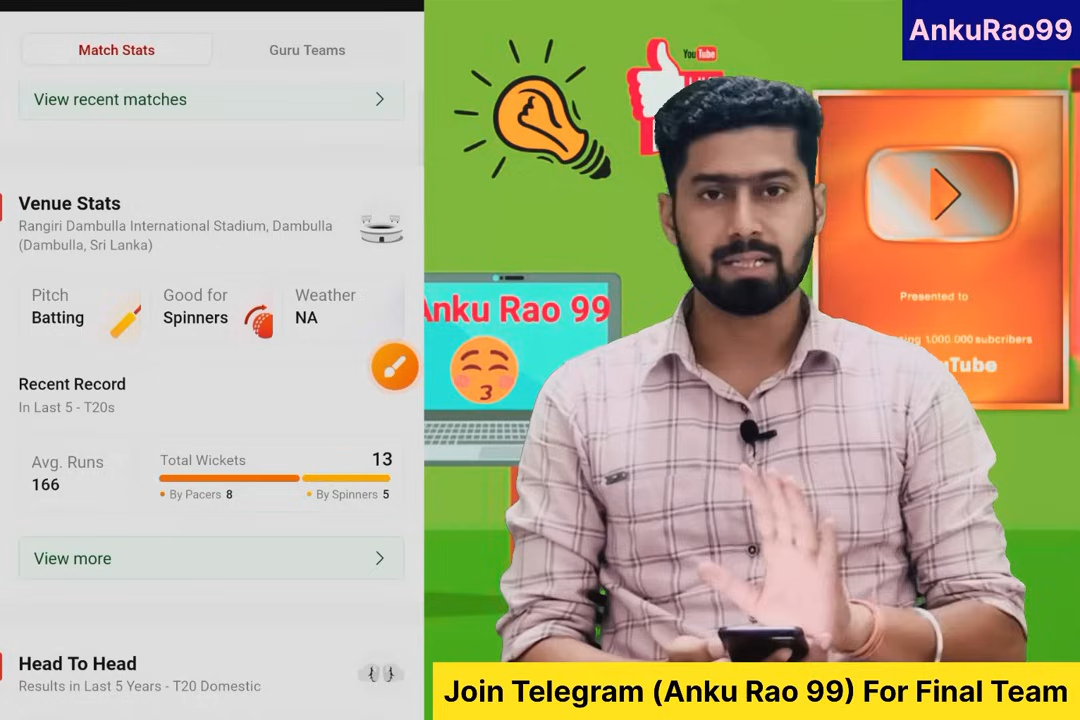 Match Stats
Guru Teams
View recent matches
Venue Stats
Rangiri Dambulla International Stadium, Dambulla
(Dambulla, Sri Lanka)
Pitch
Batting
Good for
Spinners
Weather
NA
Recent Record
In Last 5 - T20s
Avg. Runs
166
Total Wickets
13
By Pacers 8
By Spinners 5
View more
Head To Head
Results in Last 5 Years - T20 Domestic
AnkuRao99
YouTube
Anku Rao 99
Presented to
1,000,000 subcribers
Join Telegram (Anku Rao 99) For Final Team